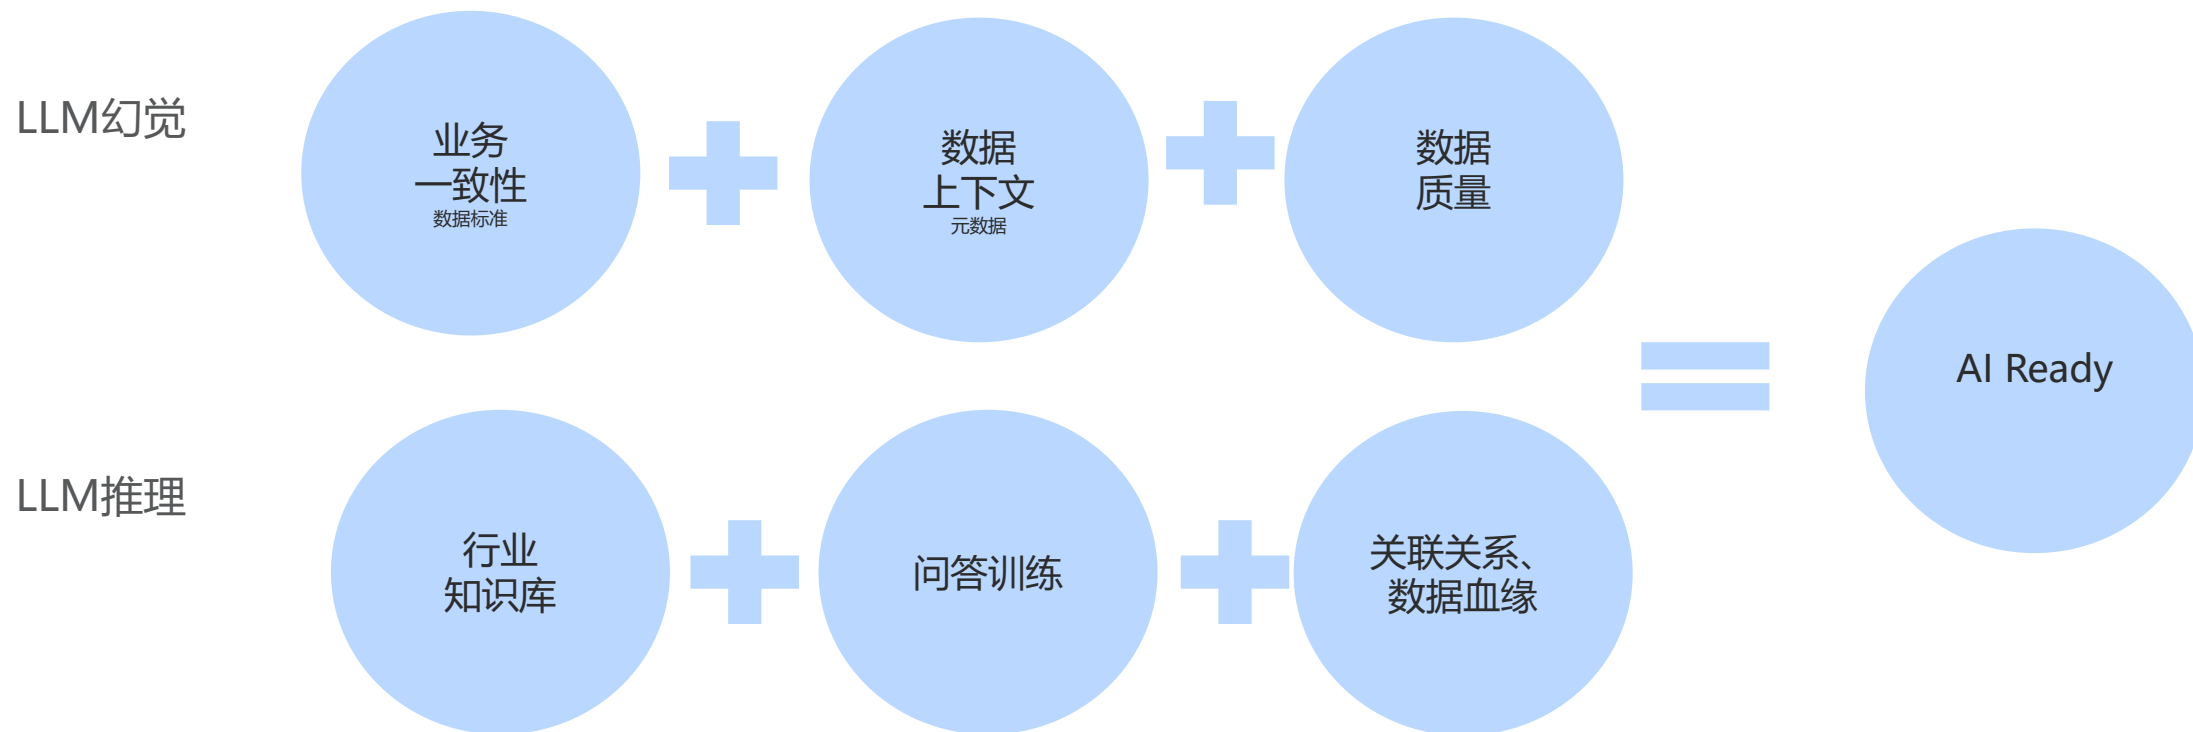 LLM幻觉
业务
一致性
数据标准
数据
上下文
元数据
数据
质量
AI Ready
LLM推理
行业
知识库
问答训练
关联关系、
数据血缘